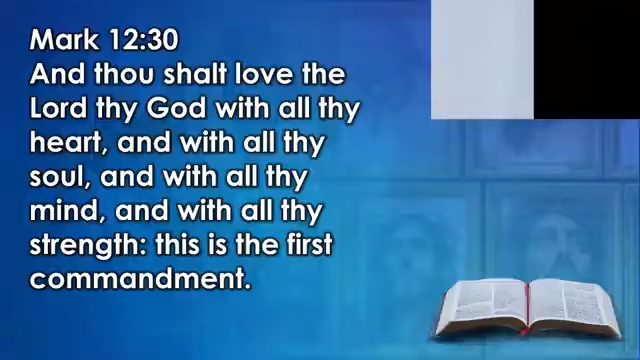 Mark 12:30
And thou shalt love the
Lord thy God with all thy
heart, and with all thy
soul, and with all thy
mind, and with all thy
strength: this is the first
commandment.